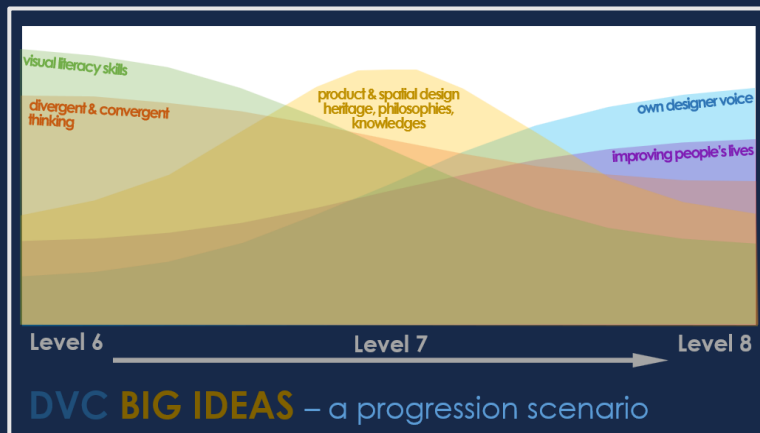 visual literacy skills
divergent & convergent
thinking
product & spatial design
heritage, philosophies,
knowledges
own designer voice
improving people's lives
Level 6
Level 7
Level 8
DVC BIG IDEAS – a progression scenario